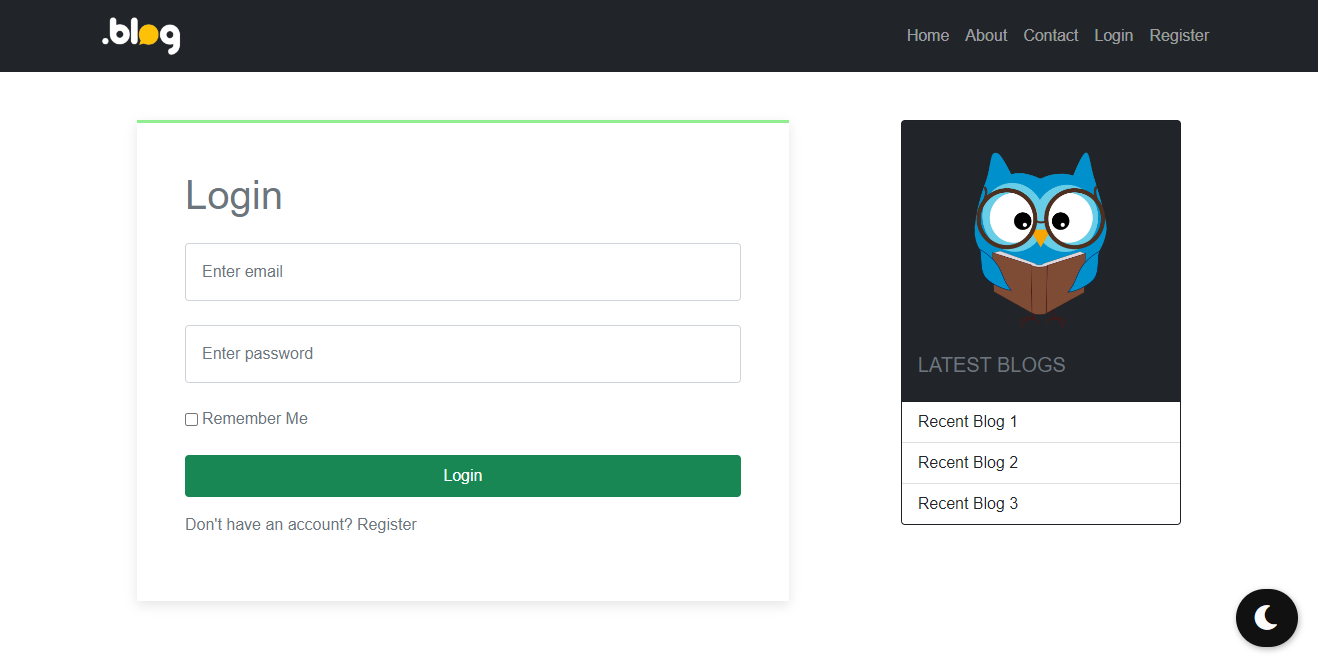 .blog
Home About Contact Login Register
Login
Enter email
Enter password
Remember Me
Login
Don't have an account? Register
LATEST BLOGS
Recent Blog 1
Recent Blog 2
Recent Blog 3